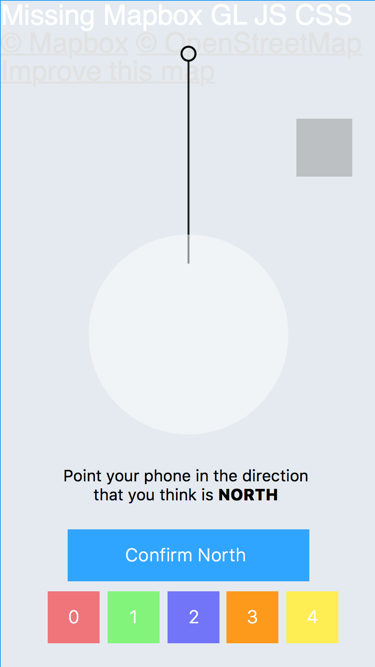 Missing Mapbox GL JS CSS
© Mapbox © OpenStreetMap
Improve this map
Point your phone in the direction
that you think is NORTH
Confirm North
0 1 2 3 4